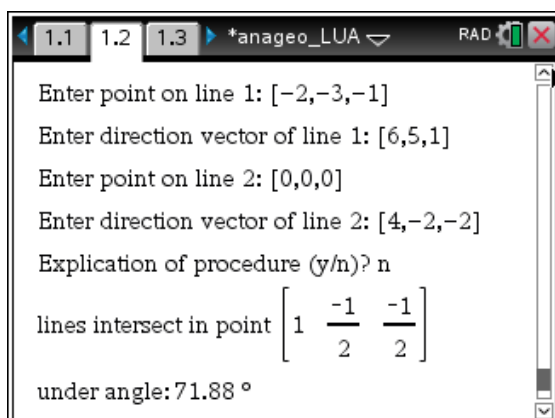 1.1 1.2 1.3 *anageo_LUA RAD
Enter point on line 1: [−2,−3,−1]
Enter direction vector of line 1: [6,5,1]
Enter point on line 2: [0,0,0]
Enter direction vector of line 2: [4,−2,−2]
Explication of procedure (y/n)? n
lines intersect in point [1 −1/2 −1/2]
under angle: 71.88 °